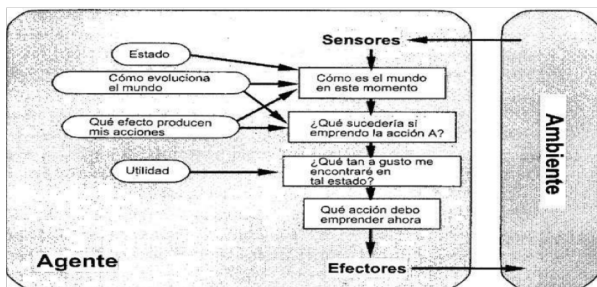 Sensores
Estado
Cómo es el mundo
en este momento
Cómo evoluciona
el mundo
¿Qué sucedería si
emprendo la acción A?
Qué efecto producen
mis acciones
¿Qué tan a gusto me
encontraré en
tal estado?
Utilidad
Qué acción debo
emprender ahora
Agente
Efectores
Ambiente